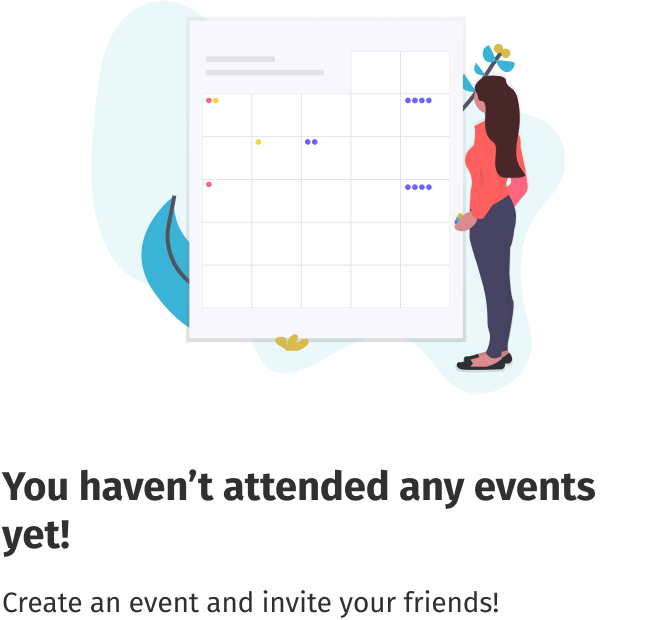 You haven’t attended any events
yet!
Create an event and invite your friends!